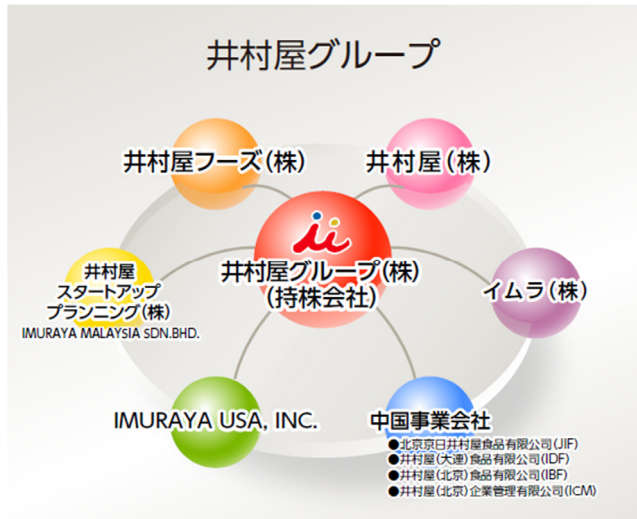 井村屋グループ
井村屋フーズ（株）
井村屋（株）
井村屋グループ（株）
（持株会社）
井村屋
スタートアップ
プランニング（株）
IMURAYA MALAYSIA SDN.BHD.
イムラ（株）
IMURAYA USA, INC.
中国事業会社
●北京京日井村屋食品有限公司(JIF)
●井村屋(大連)食品有限公司(IDF)
●井村屋(北京)食品有限公司(IBF)
●井村屋(北京)企業管理有限公司(ICM)